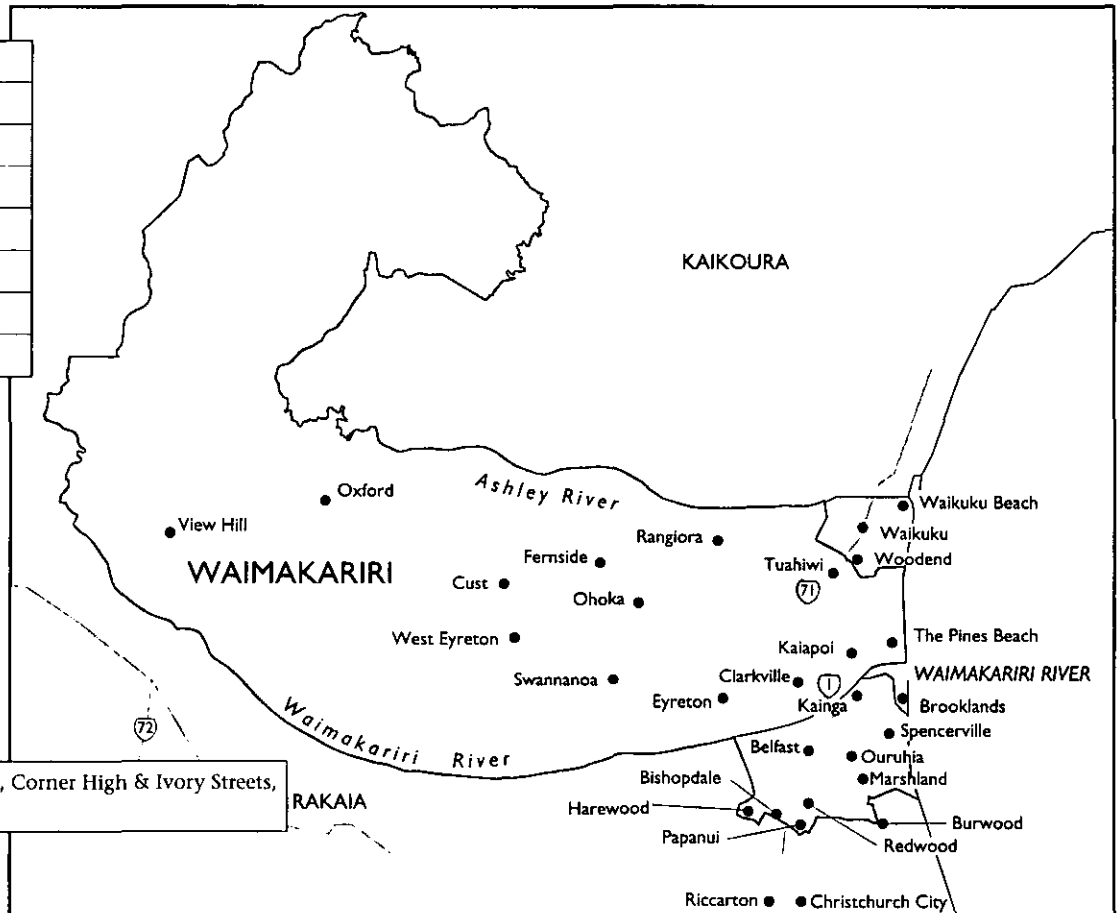 KAIKOURA
Ashley River
Oxford
View Hill
WAIMAKARIRI
Waikuku Beach
Waikuku
Rangiora
Woodend
Fernside
Tuahiwi
Cust
71
Ohoka
West Eyreton
The Pines Beach
Kaiapoi
WAIMAKARIRI RIVER
Clarkville
1
Swannanoa
Kainga
Eyreton
Brooklands
Waimakariri River
72
Spencerville
Belfast
Ouruhia
, Corner High & Ivory Streets,
Bishopdale
Marshland
RAKAIA
Harewood
Burwood
Papanui
Redwood
Riccarton
Christchurch City